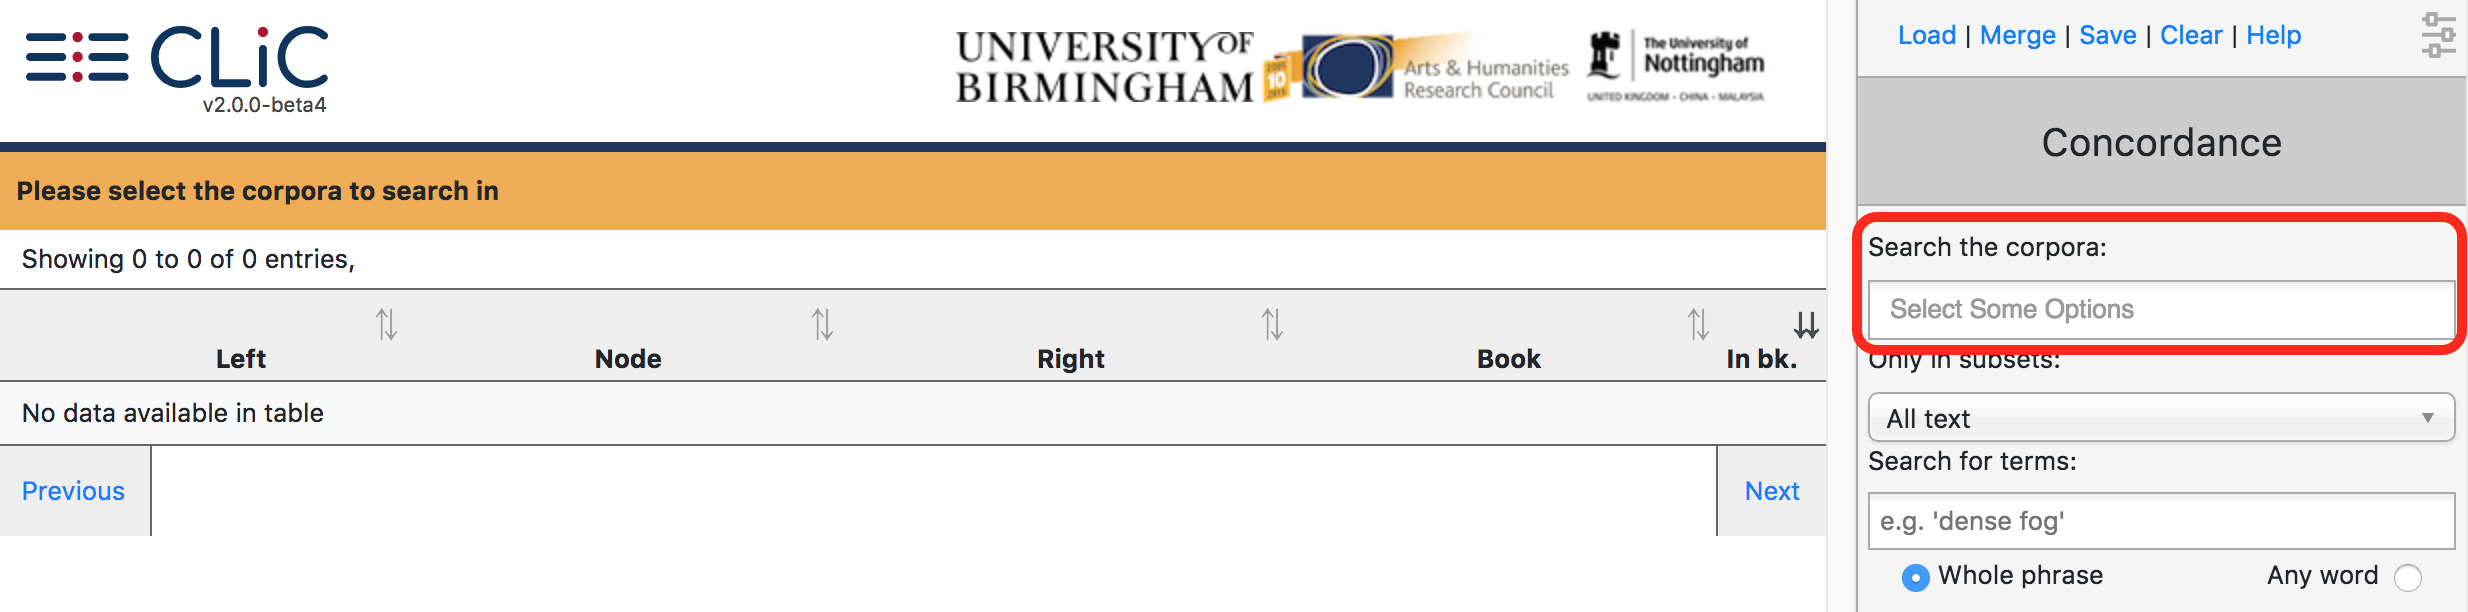 CLiC
v2.0.0-beta4
UNIVERSITY OF
BIRMINGHAM
2005
10
2015
Arts & Humanities
Research Council
The University of
Nottingham
UNITED KINGDOM - CHINA - MALAYSIA
Load | Merge | Save | Clear | Help
Please select the corpora to search in
Showing 0 to 0 of 0 entries,
Left Node Right Book In bk.
No data available in table
Previous Next
Concordance
Search the corpora:
Select Some Options
Only in subsets:
All text
Search for terms:
e.g. 'dense fog'
Whole phrase Any word